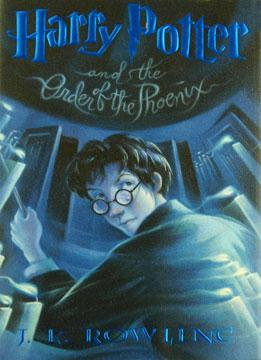 Harry Potter
and the
Order of the Phoenix
J. K. ROWLING